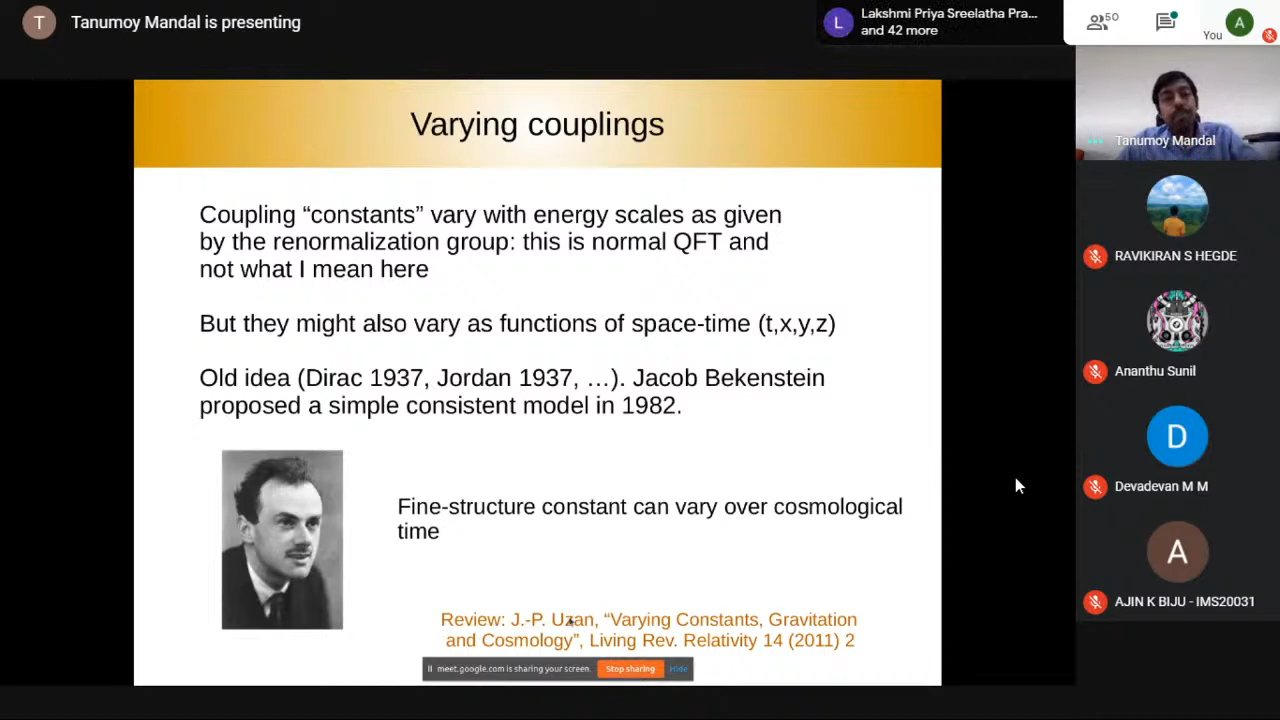 T
Tanumoy Mandal is presenting
L
Lakshmi Priya Sreelatha Pra...
and 42 more
50
You
A
Varying couplings
Coupling “constants” vary with energy scales as given
by the renormalization group: this is normal QFT and
not what I mean here
But they might also vary as functions of space-time (t,x,y,z)
Old idea (Dirac 1937, Jordan 1937, …). Jacob Bekenstein
proposed a simple consistent model in 1982.
Fine-structure constant can vary over cosmological
time
Review: J.-P. Uzan, “Varying Constants, Gravitation
and Cosmology”, Living Rev. Relativity 14 (2011) 2
meet.google.com is sharing your screen.
Stop sharing
Hide
Tanumoy Mandal
RAVIKIRAN S HEGDE
Ananthu Sunil
D
Devadevan M M
A
AJIN K BIJU - IMS20031